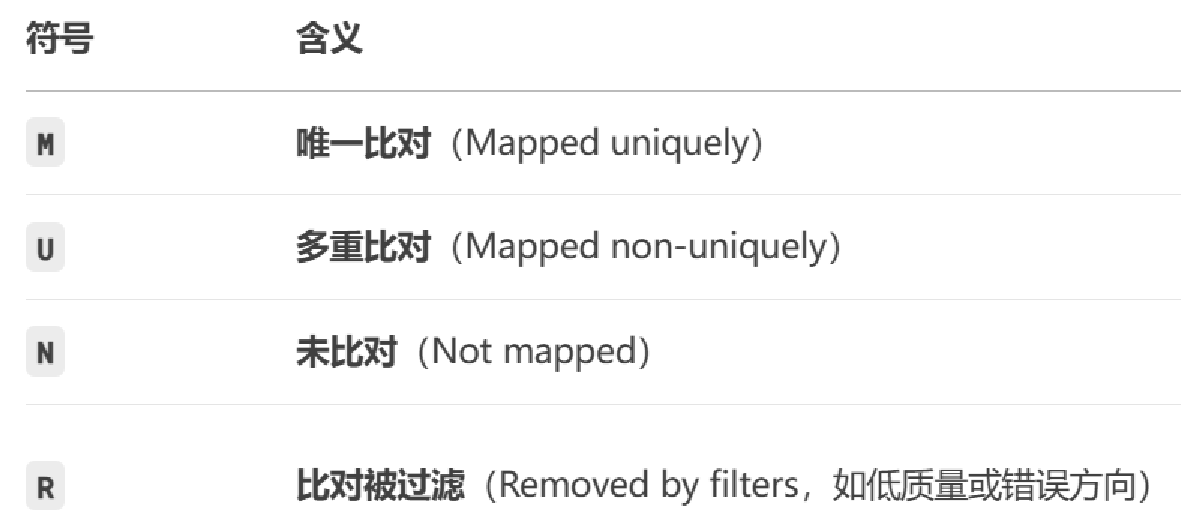 符号 含义
M 唯一比对（Mapped uniquely）
U 多重比对（Mapped non-uniquely）
N 未比对（Not mapped）
R 比对被过滤（Removed by filters，如低质量或错误方向）